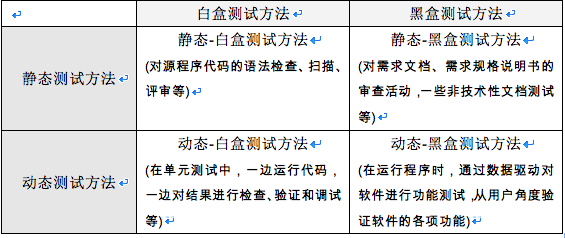 白盒测试方法
黑盒测试方法
静态测试方法
静态-白盒测试方法
(对源程序代码的语法检查、扫描、
评审等)
静态-黑盒测试方法
(对需求文档、需求规格说明书的
审查活动,一些非技术性文档测试
等)
动态测试方法
动态-白盒测试方法
(在单元测试中，一边运行代码，
一边对结果进行检查、验证和调试
等)
动态-黑盒测试方法
(在运行程序时，通过数据驱动对
软件进行功能测试,从用户角度验
证软件的各项功能)